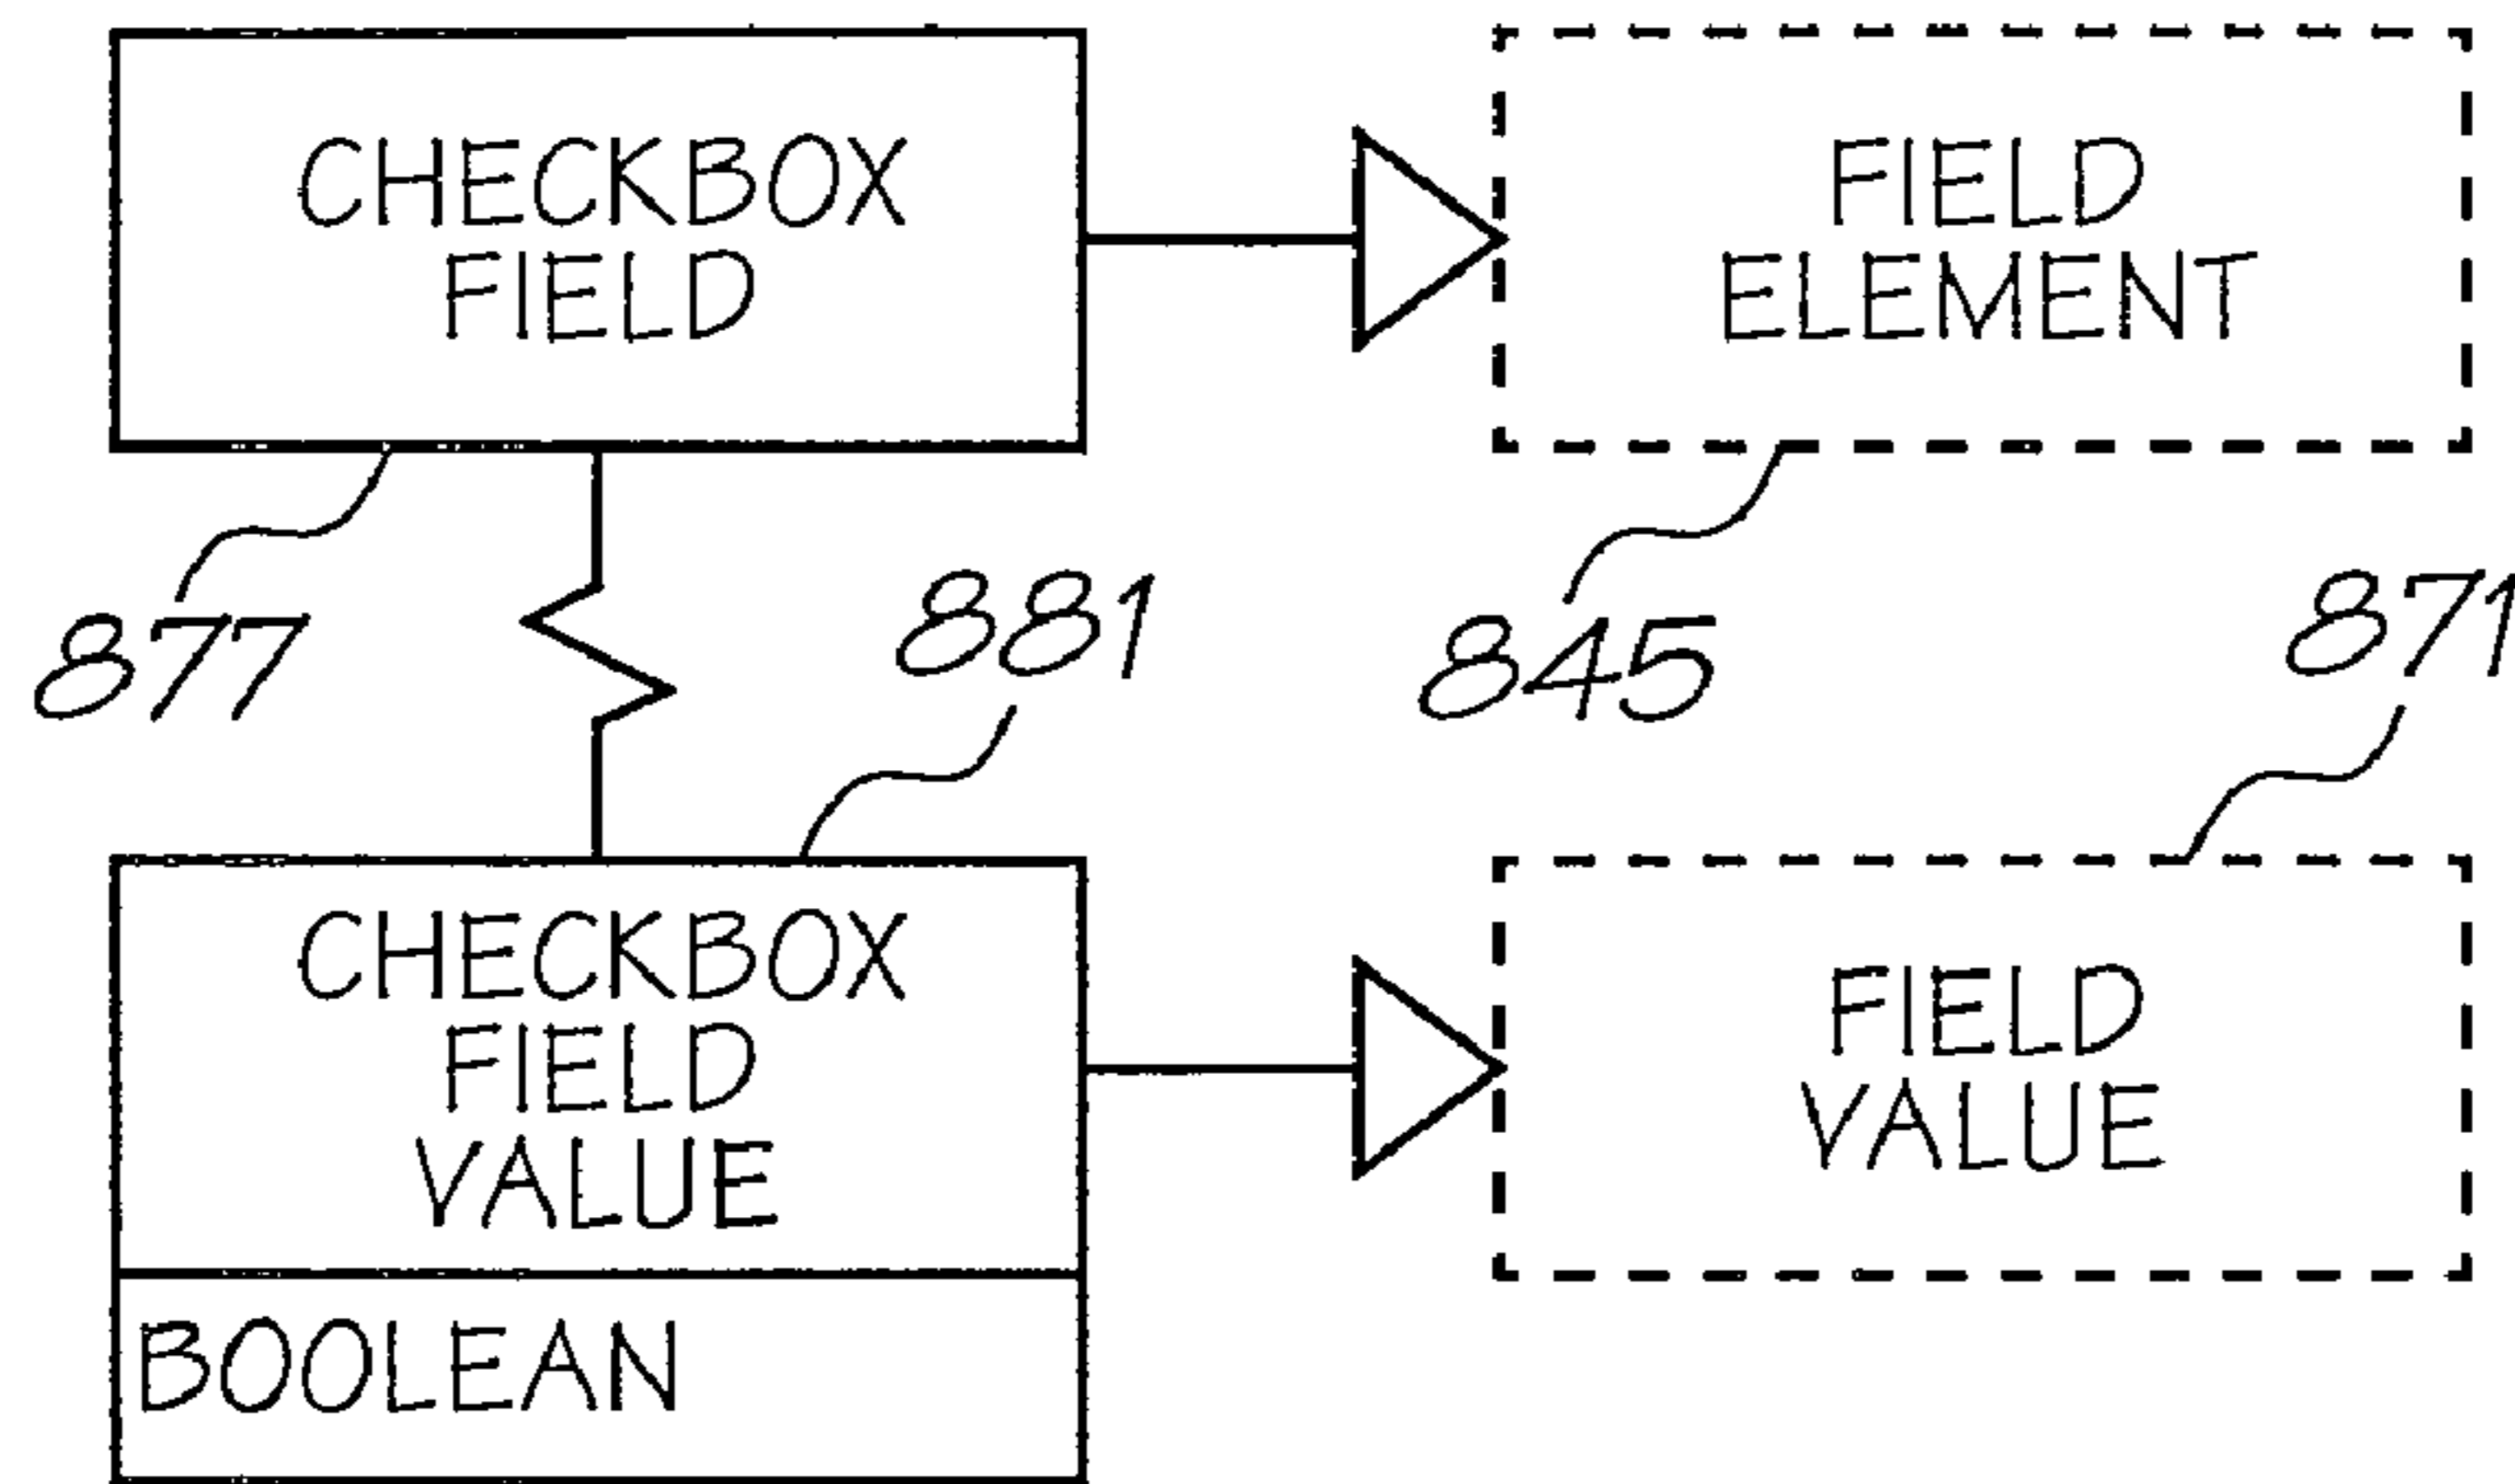 CHECKBOX
FIELD
FIELD
ELEMENT
877
881
845
871
CHECKBOX
FIELD
VALUE
FIELD
VALUE
BOOLEAN